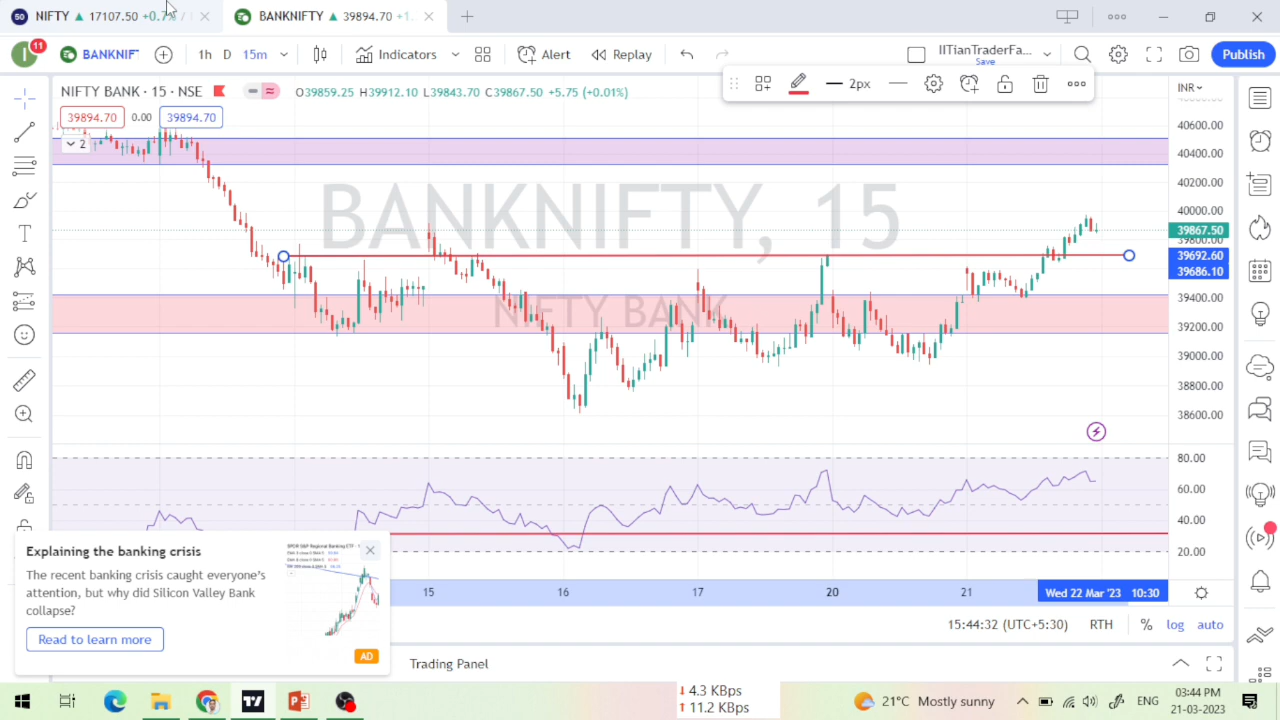 50 NIFTY ▲ 17107.50 +0.7% / BANKNIFTY ▲ 39894.70 +1.
I 11 BANKNIF 1h D 15m Indicators Alert Replay IITianTraderFa... Publish
Save
2px
NIFTY BANK · 15 · NSE O39859.25 H39912.10 L39843.70 C39867.50 +5.75 (+0.01%) INR
39894.70 0.00 39894.70
2
40600.00
40400.00
40200.00
40000.00
39867.50
39800.00
39692.60
39686.10
39400.00
39200.00
39000.00
38800.00
38600.00
BANKNIFTY, 15
NIFTY BANK
80.00
60.00
40.00
20.00
Explaining the banking crisis
The recent banking crisis caught everyone's
attention, but why did Silicon Valley Bank
collapse?
Read to learn more
AD
15 16 17 20 21 Wed 22 Mar '23 10:30
15:44:32 (UTC+5:30) RTH % log auto
Trading Panel
4.3 KBps
11.2 KBps
21°C Mostly sunny ENG
03:44 PM
21-03-2023